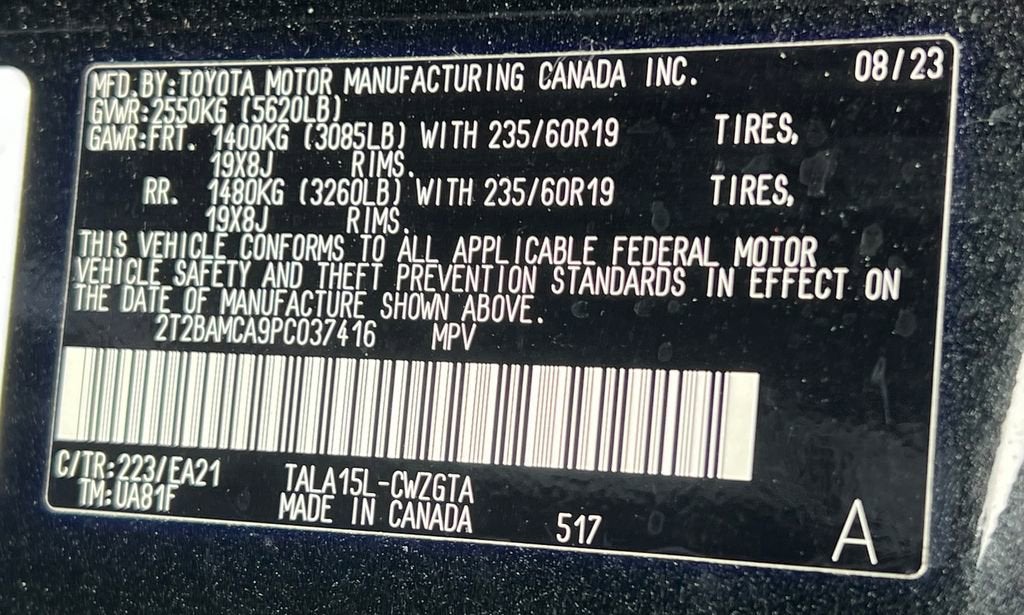 MFD.BY:TOYOTA MOTOR MANUFACTURING CANADA INC. 08/23
GVWR:2550KG (5620LB)
GAWR:FRT. 1400KG (3085LB) WITH 235/60R19 TIRES,
19X8J RIMS.
RR. 1480KG (3260LB) WITH 235/60R19 TIRES,
19X8J RIMS.
THIS VEHICLE CONFORMS TO ALL APPLICABLE FEDERAL MOTOR
VEHICLE SAFETY AND THEFT PREVENTION STANDARDS IN EFFECT ON
THE DATE OF MANUFACTURE SHOWN ABOVE.
2T2BAMCA9PC037416 MPV
C/TR:223/EA21 TALA15L-CWZGTA
TM:UA81F MADE IN CANADA 517 A